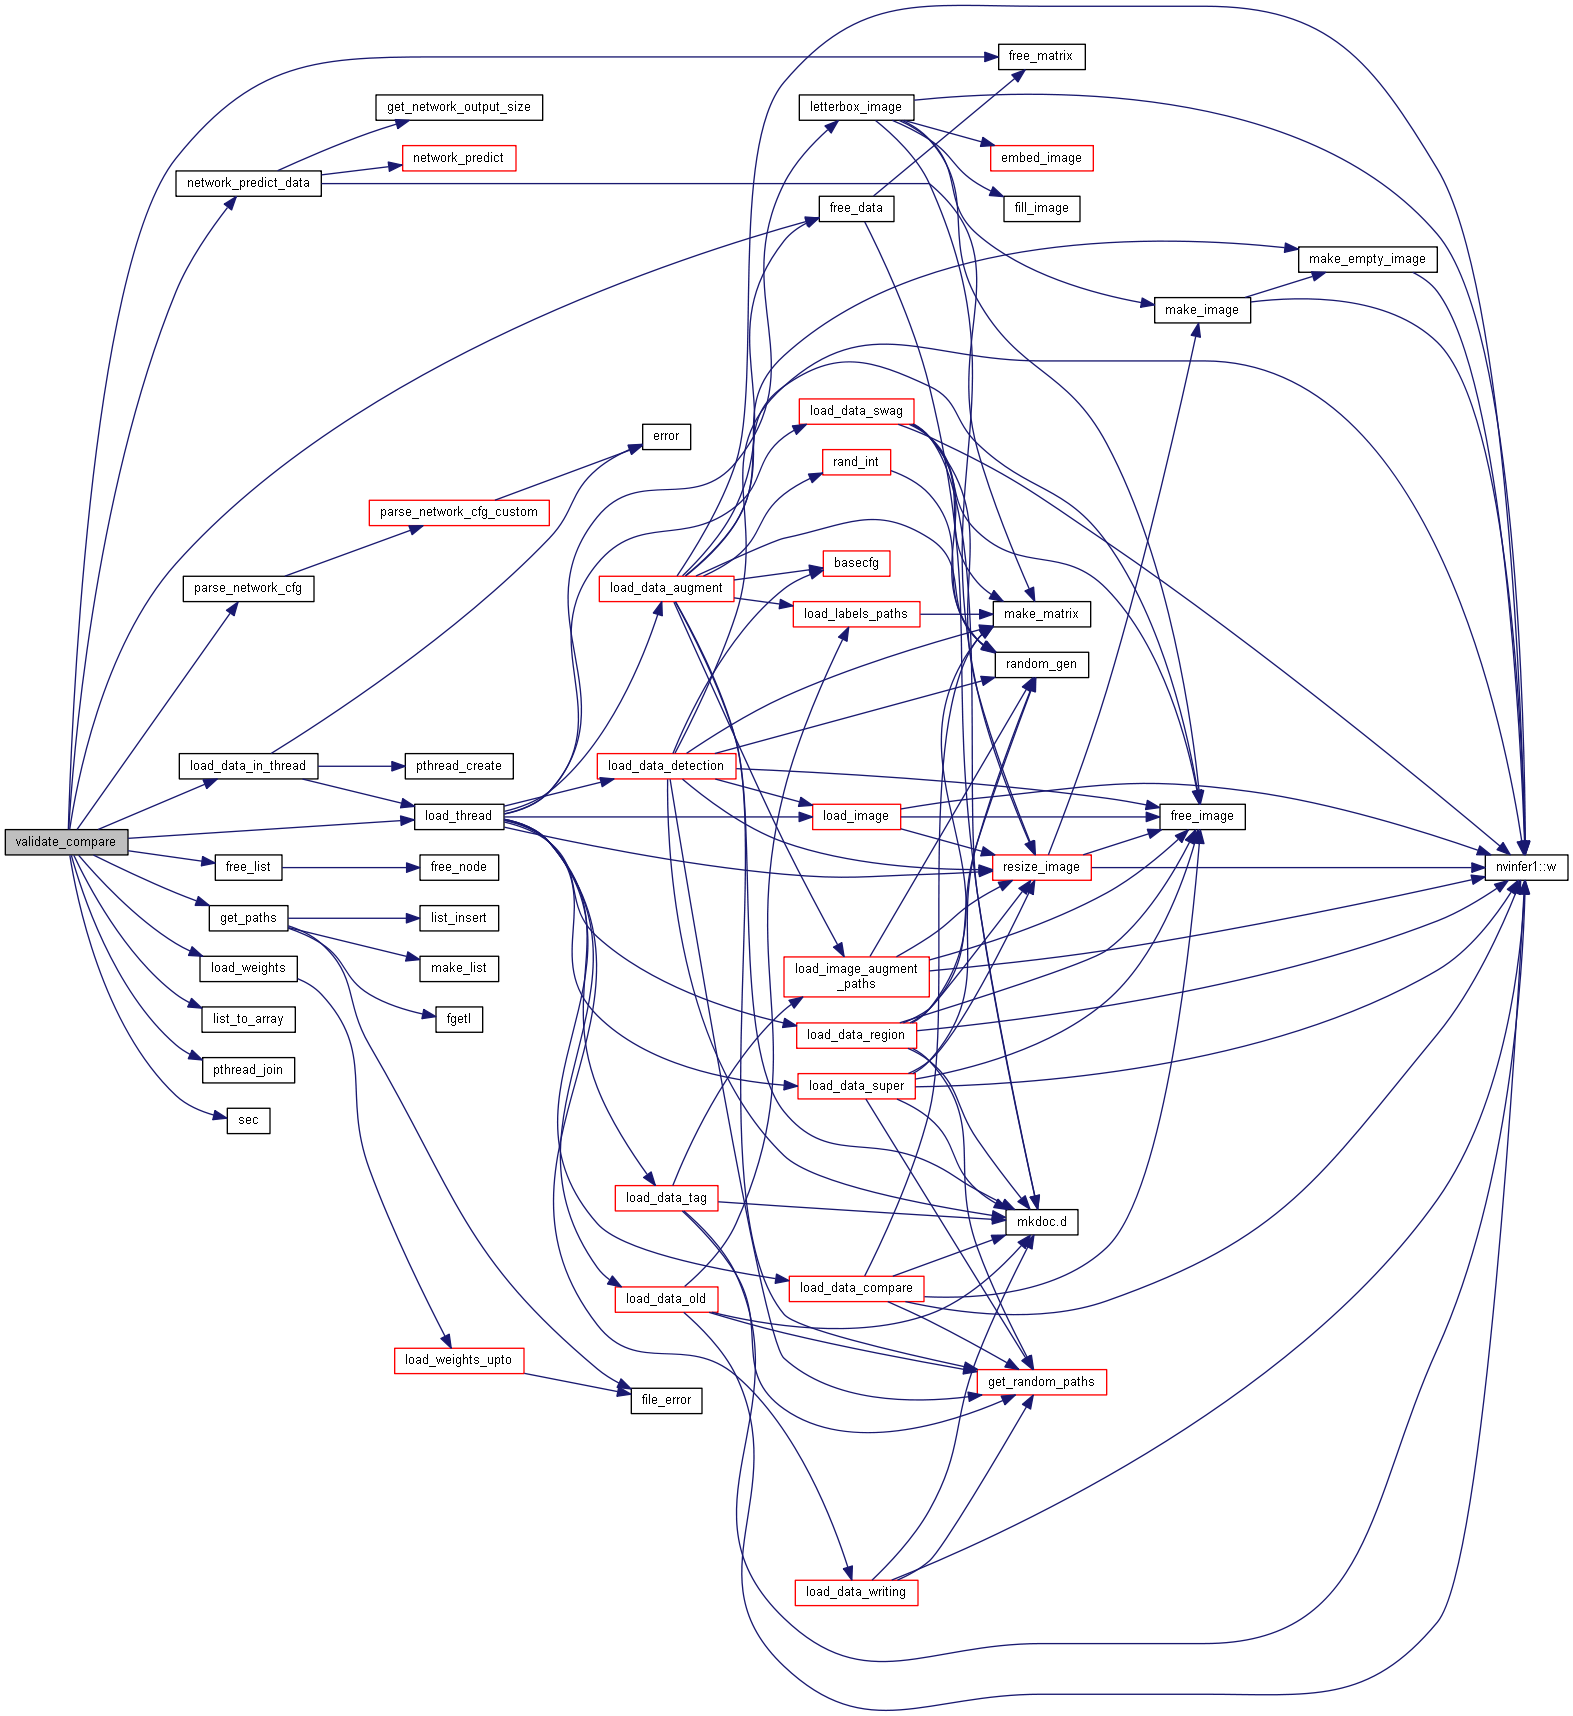 free_matrix
get_network_output_size
letterbox_image
network_predict
embed_image
network_predict_data
free_data
fill_image
make_empty_image
make_image
load_data_swag
error
rand_int
parse_network_cfg_custom
basecfg
parse_network_cfg
load_data_augment
load_labels_paths
make_matrix
random_gen
load_data_in_thread
pthread_create
load_data_detection
load_thread
load_image
free_image
validate_compare
free_list
free_node
resize_image
nvinfer1::w
get_paths
list_insert
load_weights
make_list
load_image_augment
_paths
list_to_array
fgetl
load_data_region
pthread_join
load_data_super
sec
load_data_tag
mkdoc.d
load_data_compare
load_data_old
load_weights_upto
get_random_paths
file_error
load_data_writing